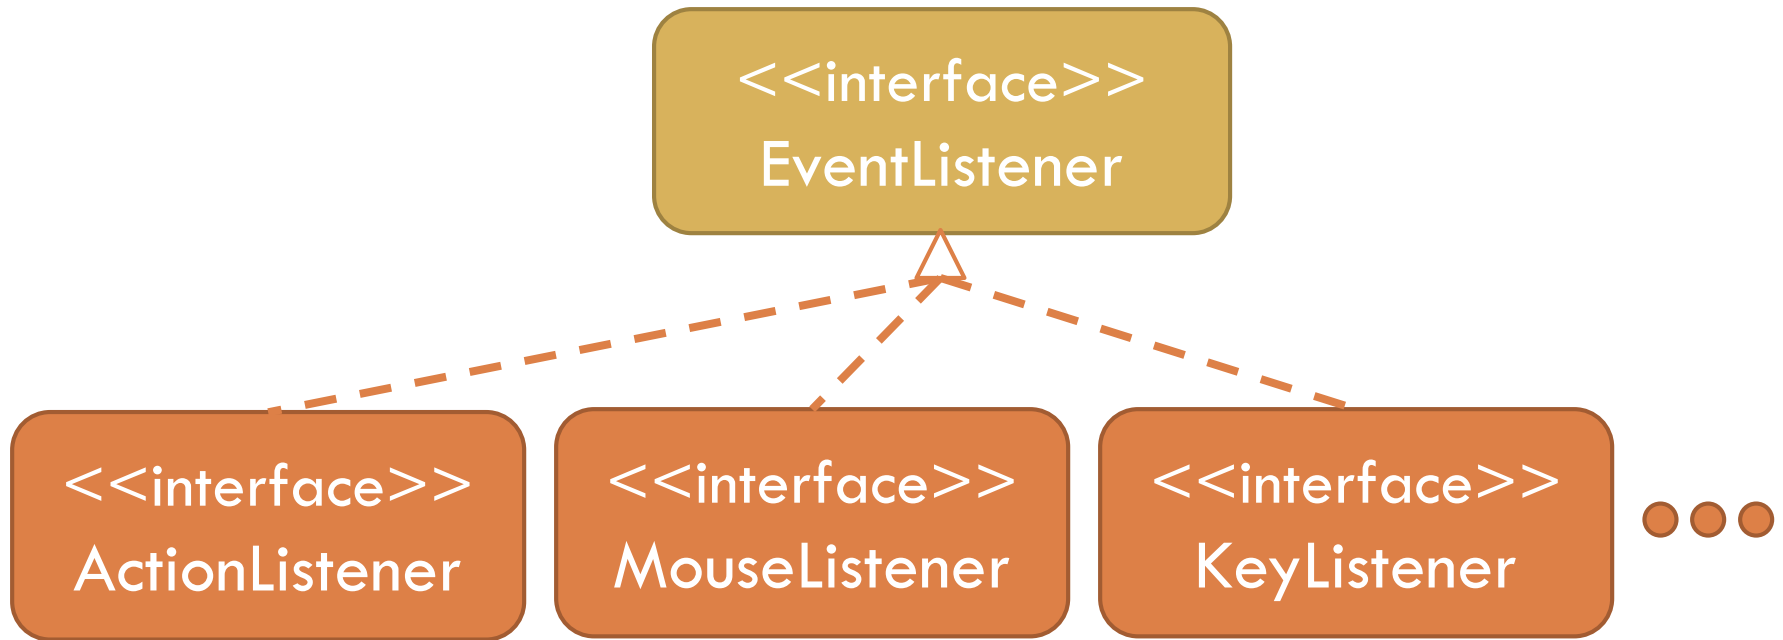 <<interface>>
EventListener
<<interface>>
ActionListener
<<interface>>
MouseListener
<<interface>>
KeyListener